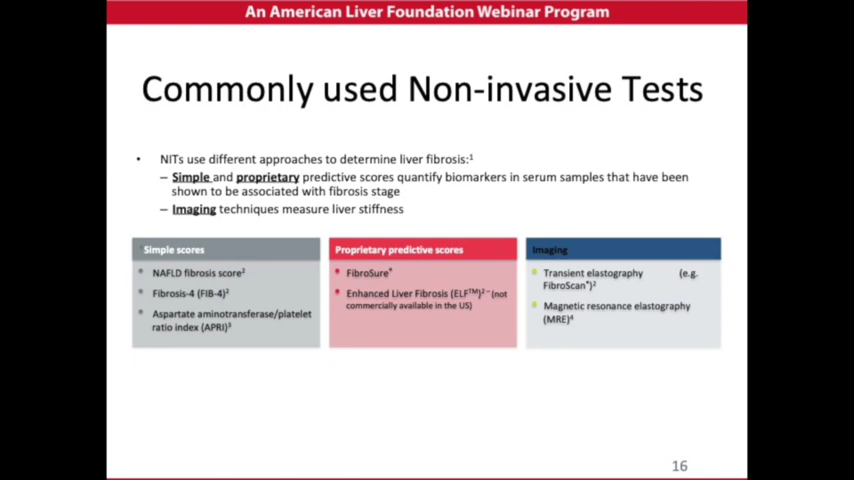 An American Liver Foundation Webinar Program
Commonly used Non-invasive Tests
• NITs use different approaches to determine liver fibrosis:¹
– Simple and proprietary predictive scores quantify biomarkers in serum samples that have been
shown to be associated with fibrosis stage
– Imaging techniques measure liver stiffness
Simple scores
• NAFLD fibrosis score²
• Fibrosis-4 (FIB-4)²
• Aspartate aminotransferase/platelet
ratio index (APRI)³
Proprietary predictive scores
• FibroSure*
• Enhanced Liver Fibrosis (ELF™)²– (not
commercially available in the US)
Imaging
• Transient elastography (e.g.
FibroScan*)²
• Magnetic resonance elastography
(MRE)⁴
16